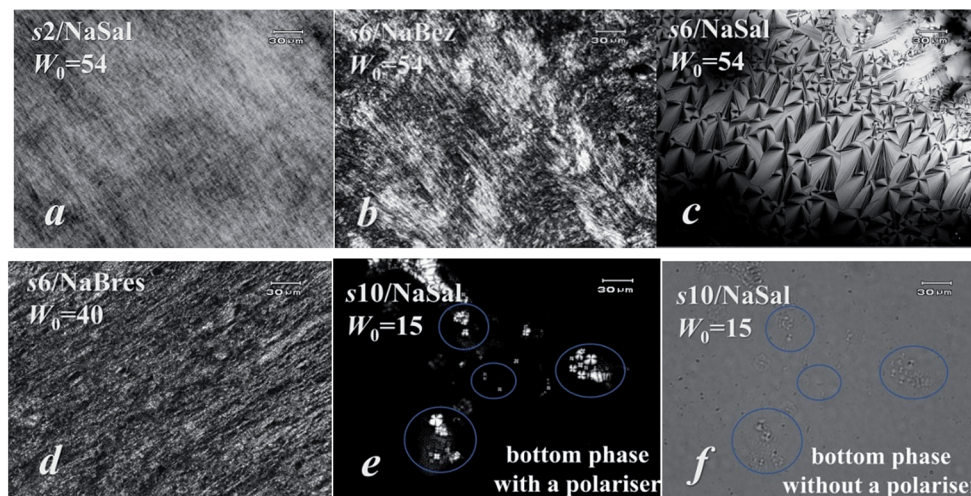 s2/NaSal
W0=54
30 μm
a
s6/NaBez
W0=54
30 μm
b
s6/NaSal
W0=54
30 μm
c
s6/NaBres
W0=40
30 μm
d
s10/NaSal
W0=15
30 μm
e
bottom phase
with a polariser
s10/NaSal
W0=15
30 μm
f
bottom phase
without a polariser